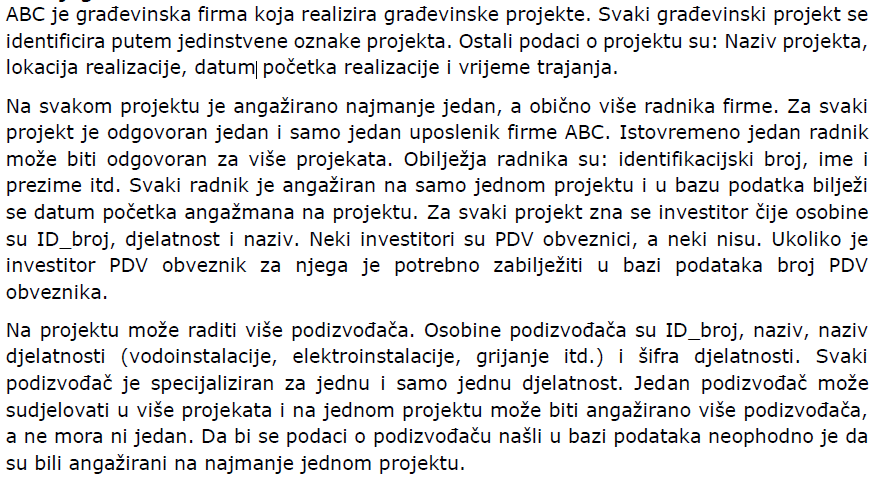 ABC je građevinska firma koja realizira građevinske projekte. Svaki građevinski projekt se
identificira putem jedinstvene oznake projekta. Ostali podaci o projektu su: Naziv projekta,
lokacija realizacije, datum početka realizacije i vrijeme trajanja.
Na svakom projektu je angažirano najmanje jedan, a obično više radnika firme. Za svaki
projekt je odgovoran jedan i samo jedan uposlenik firme ABC. Istovremeno jedan radnik
može biti odgovoran za više projekata. Obilježja radnika su: identifikacijski broj, ime i
prezime itd. Svaki radnik je angažiran na samo jednom projektu i u bazu podatka bilježi
se datum početka angažmana na projektu. Za svaki projekt zna se investitor čije osobine
su ID_broj, djelatnost i naziv. Neki investitori su PDV obveznici, a neki nisu. Ukoliko je
investitor PDV obveznik za njega je potrebno zabilježiti u bazi podataka broj PDV
obveznika.
Na projektu može raditi više podizvođača. Osobine podizvođača su ID_broj, naziv, naziv
djelatnosti (vodoinstalacije, elektroinstalacije, grijanje itd.) i šifra djelatnosti. Svaki
podizvođač je specijaliziran za jednu i samo jednu djelatnost. Jedan podizvođač može
sudjelovati u više projekata i na jednom projektu može biti angažirano više podizvođača,
a ne mora ni jedan. Da bi se podaci o podizvođaču našli u bazi podataka neophodno je da
su bili angažirani na najmanje jednom projektu.